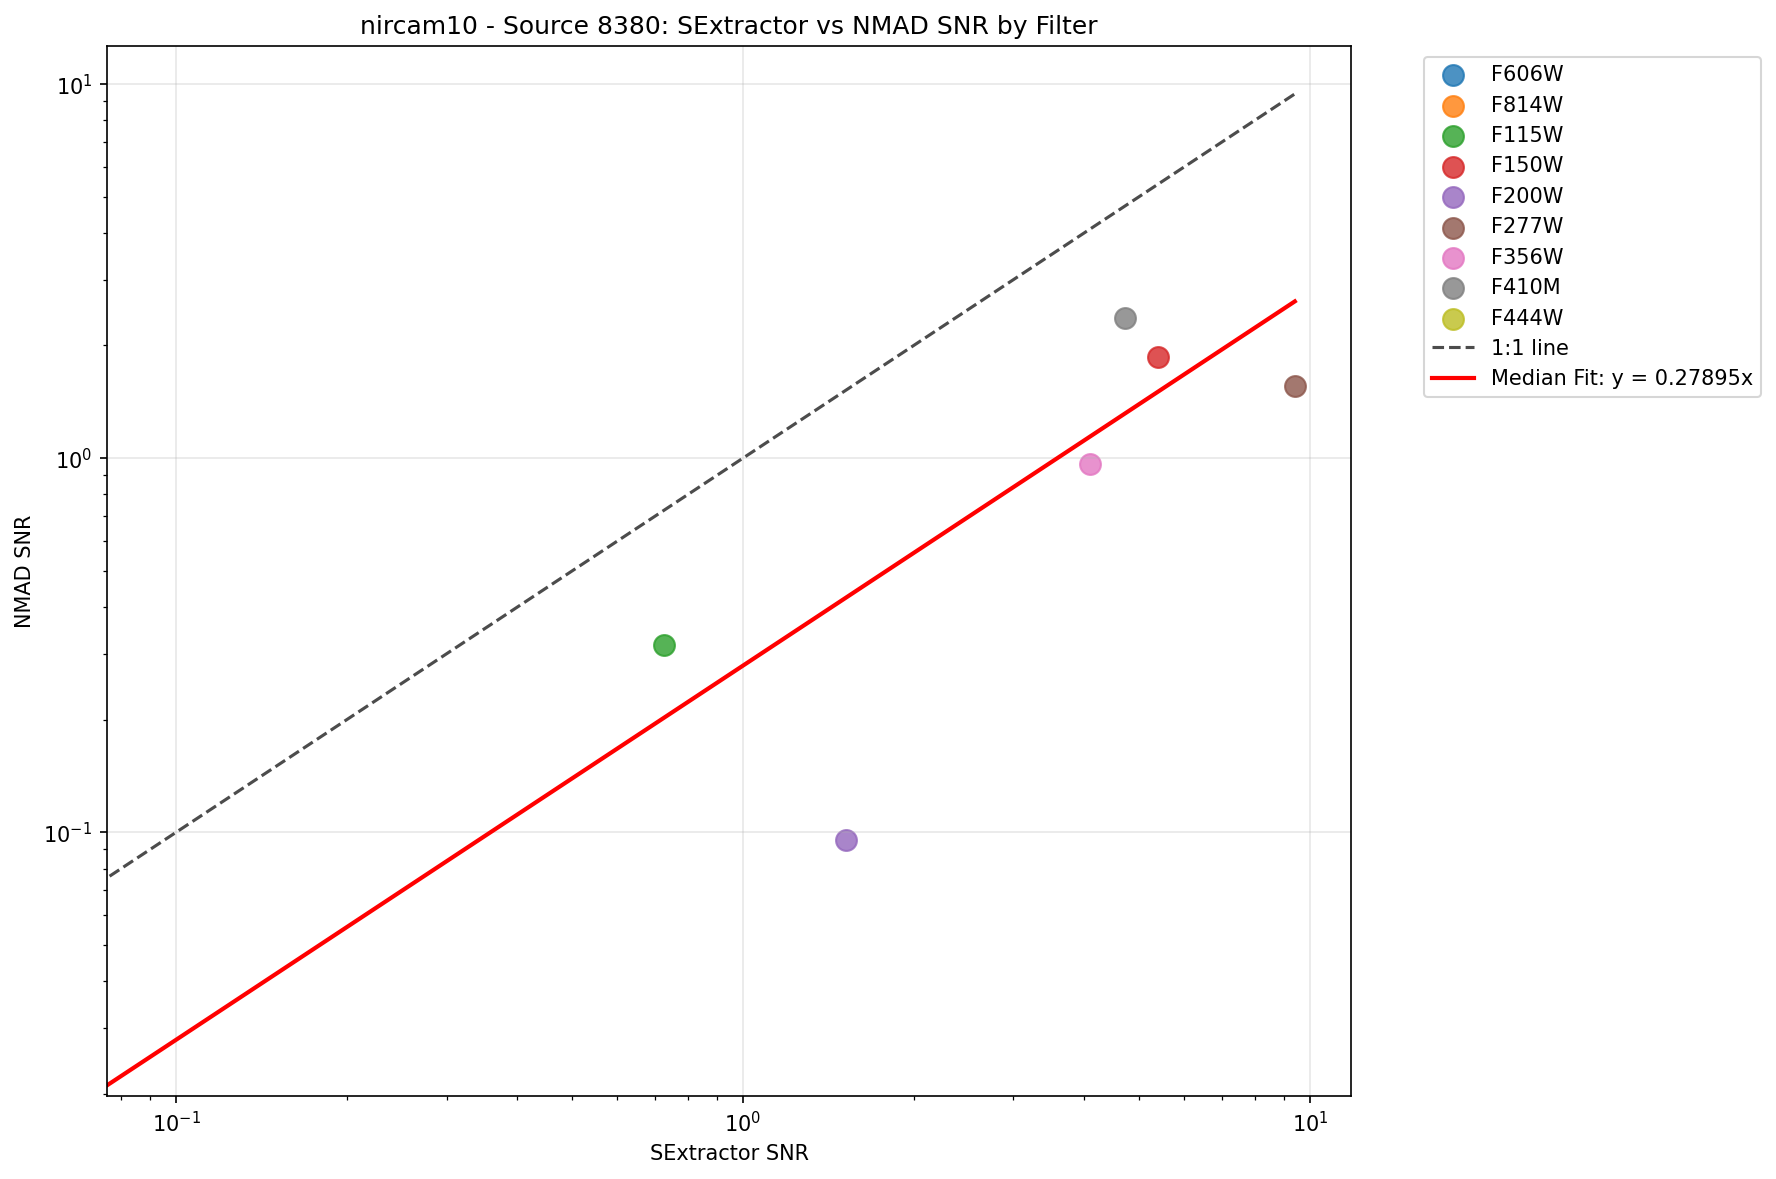 nircam10 - Source 8380: SExtractor vs NMAD SNR by Filter
F606W
F814W
F115W
F150W
F200W
F277W
F356W
F410M
F444W
1:1 line
Median Fit: y = 0.27895x
NMAD SNR
10¹
10⁰
10⁻¹
10⁻¹
10⁰
10¹
SExtractor SNR